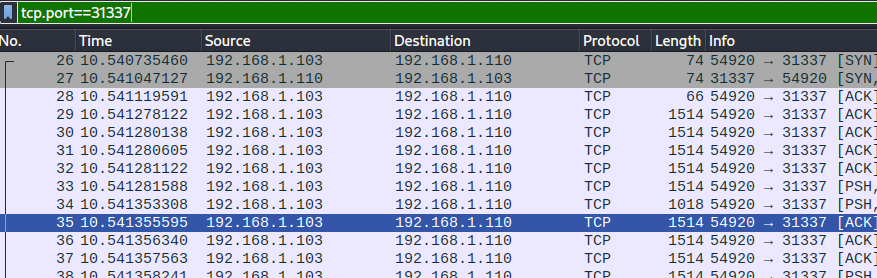 tcp.port==31337
No. Time Source Destination Protocol Length Info
26 10.540735460 192.168.1.103 192.168.1.110 TCP 74 54920 → 31337 [SYN]
27 10.541047127 192.168.1.110 192.168.1.103 TCP 74 31337 → 54920 [SYN,
28 10.541119591 192.168.1.103 192.168.1.110 TCP 66 54920 → 31337 [ACK]
29 10.541278122 192.168.1.103 192.168.1.110 TCP 1514 54920 → 31337 [ACK]
30 10.541280138 192.168.1.103 192.168.1.110 TCP 1514 54920 → 31337 [ACK]
31 10.541280605 192.168.1.103 192.168.1.110 TCP 1514 54920 → 31337 [ACK]
32 10.541281122 192.168.1.103 192.168.1.110 TCP 1514 54920 → 31337 [ACK]
33 10.541281588 192.168.1.103 192.168.1.110 TCP 1514 54920 → 31337 [PSH,
34 10.541353308 192.168.1.103 192.168.1.110 TCP 1018 54920 → 31337 [PSH,
35 10.541355595 192.168.1.103 192.168.1.110 TCP 1514 54920 → 31337 [ACK]
36 10.541356340 192.168.1.103 192.168.1.110 TCP 1514 54920 → 31337 [ACK]
37 10.541357563 192.168.1.103 192.168.1.110 TCP 1514 54920 → 31337 [ACK]
38 10.541358241 192.168.1.103 192.168.1.110 TCP 1514 54920 → 31337 [PSH,